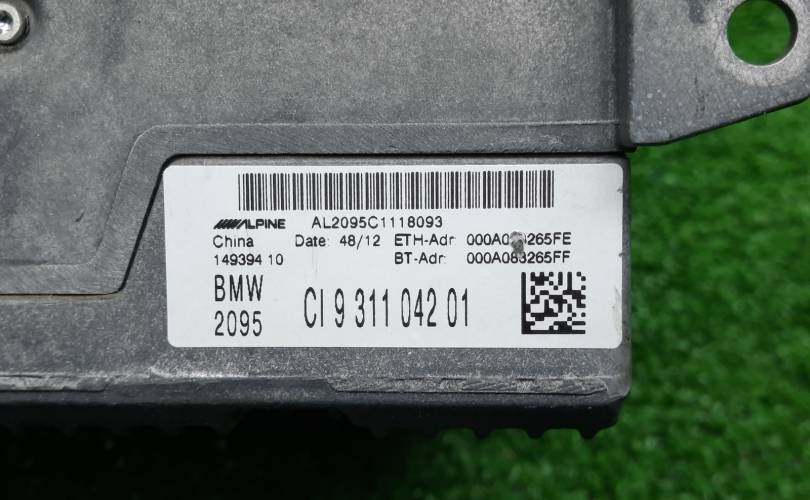 ALPINE AL2095C1118093
China Date: 48/12 ETH-Adr:
149394 10 BT-Adr: 000A083265FF
BMW
2095 CI 9 311 042 01